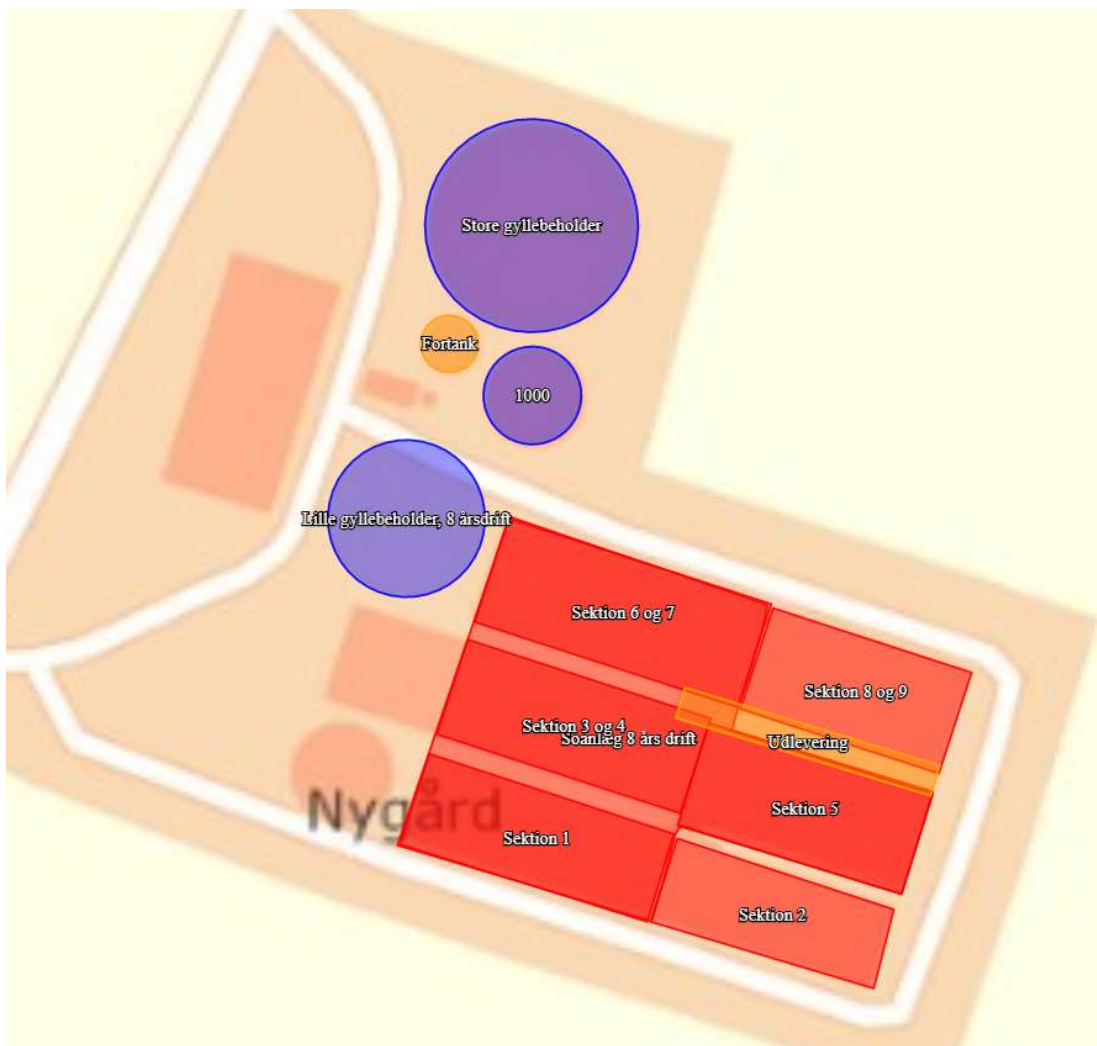 Store gyllebeholder
Fortank
1000
Lille gyllebeholder, 8 årsdrift
Sektion 6 og 7
Sektion 8 og 9
Sektion 3 og 4
Soanlæg 8 års drift
Udlevering
Sektion 5
Nygård
Sektion 1
Sektion 2